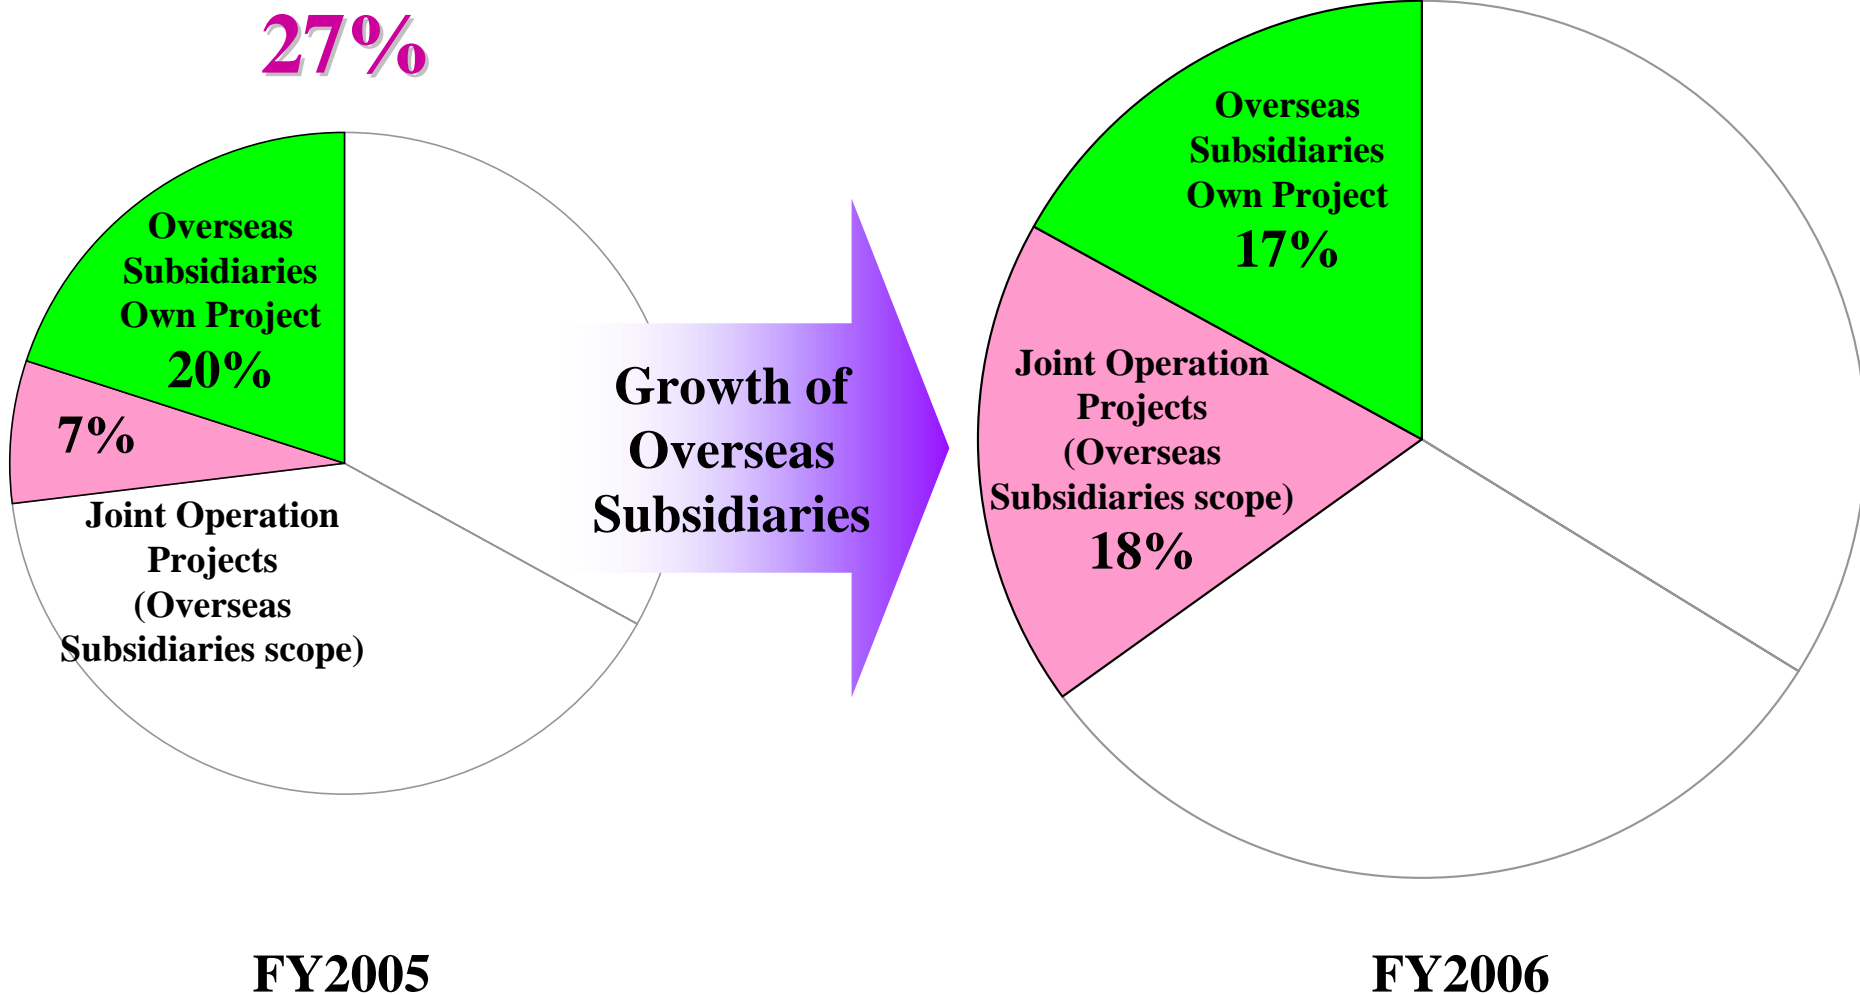 27%
Overseas
Subsidiaries
Own Project
20%
7%
Joint Operation
Projects
(Overseas
Subsidiaries scope)
Growth of
Overseas
Subsidiaries
Overseas
Subsidiaries
Own Project
17%
Joint Operation
Projects
(Overseas
Subsidiaries scope)
18%
FY2005
FY2006